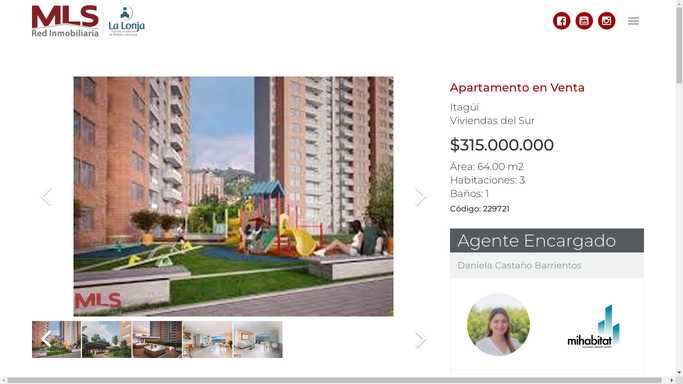 MLS
Red Inmobiliaria
La Lonja
Apartamento en Venta
Itagüí
Viviendas del Sur
$315.000.000
Área: 64.00 m2
Habitaciones: 3
Baños: 1
Código: 229721
Agente Encargado
Daniela Castaño Barrientos
MLS
mihabitat